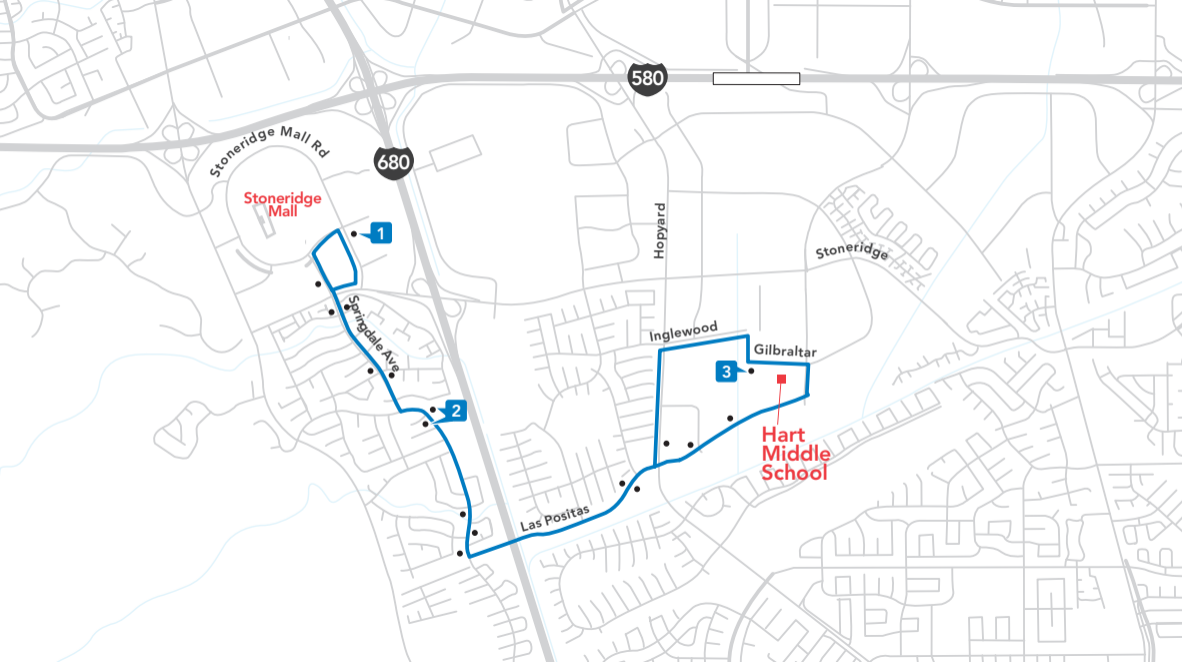 580
Stoneridge Mall Rd
680
Stoneridge
Mall
1
Hopyard
Stoneridge
Springdale Ave
Inglewood
Gilbraltar
3
2
Hart
Middle
School
Las Positas